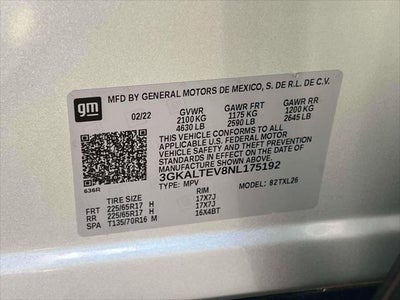 gm
MFD BY GENERAL MOTORS DE MEXICO, S. DE R.L. DE C.V.
02/22 GVWR GAWR FRT GAWR RR
2100 KG 1175 KG 1200 KG
4630 LB 2590 LB 2645 LB
THIS VEHICLE CONFORMS TO ALL
APPLICABLE U.S. FEDERAL MOTOR
VEHICLE SAFETY, BUMPER, AND THEFT
PREVENTION STANDARDS IN EFFECT
ON THE DATE OF MANUFACTURE
SHOWN ABOVE.
3GKALTEV8NL175192
636R TYPE: MPV MODEL: 82TXL26
TIRE SIZE RIM
FRT 225/65R17 H 17X7J
RR 225/65R17 H 17X7J
SPA T135/70R16 M 16X4BT